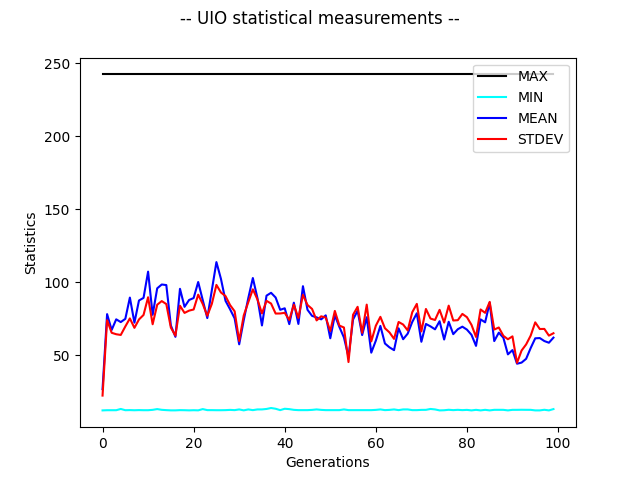 -- UIO statistical measurements --
250
200
150
100
50
Statistics
MAX
MIN
MEAN
STDEV
0 20 40 60 80 100
Generations